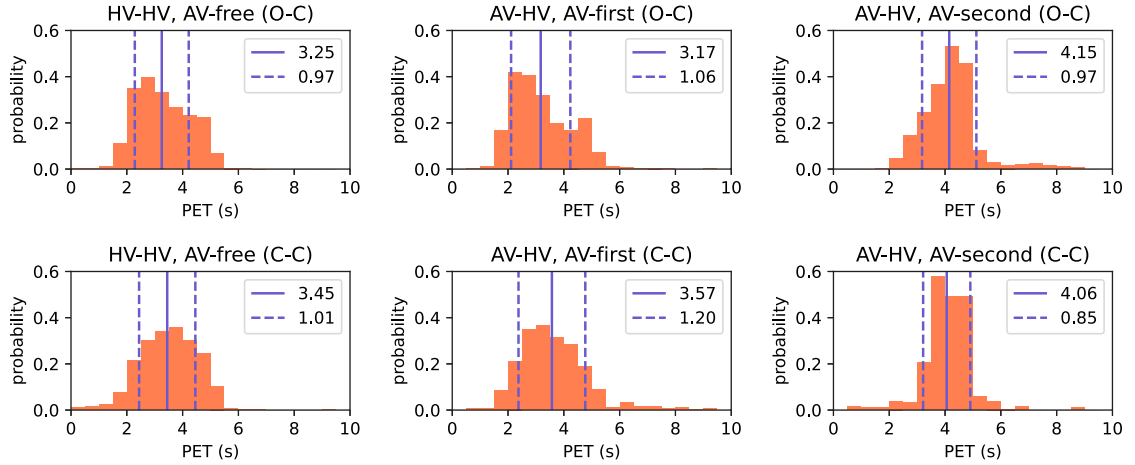 HV-HV, AV-free (O-C)
0.6
0.4
0.2
0.0
probability
3.25
0.97
0 2 4 6 8 10
PET (s)
AV-HV, AV-first (O-C)
0.6
0.4
0.2
0.0
probability
3.17
1.06
0 2 4 6 8 10
PET (s)
AV-HV, AV-second (O-C)
0.6
0.4
0.2
0.0
probability
4.15
0.97
0 2 4 6 8 10
PET (s)
HV-HV, AV-free (C-C)
0.6
0.4
0.2
0.0
probability
3.45
1.01
0 2 4 6 8 10
PET (s)
AV-HV, AV-first (C-C)
0.6
0.4
0.2
0.0
probability
3.57
1.20
0 2 4 6 8 10
PET (s)
AV-HV, AV-second (C-C)
0.6
0.4
0.2
0.0
probability
4.06
0.85
0 2 4 6 8 10
PET (s)